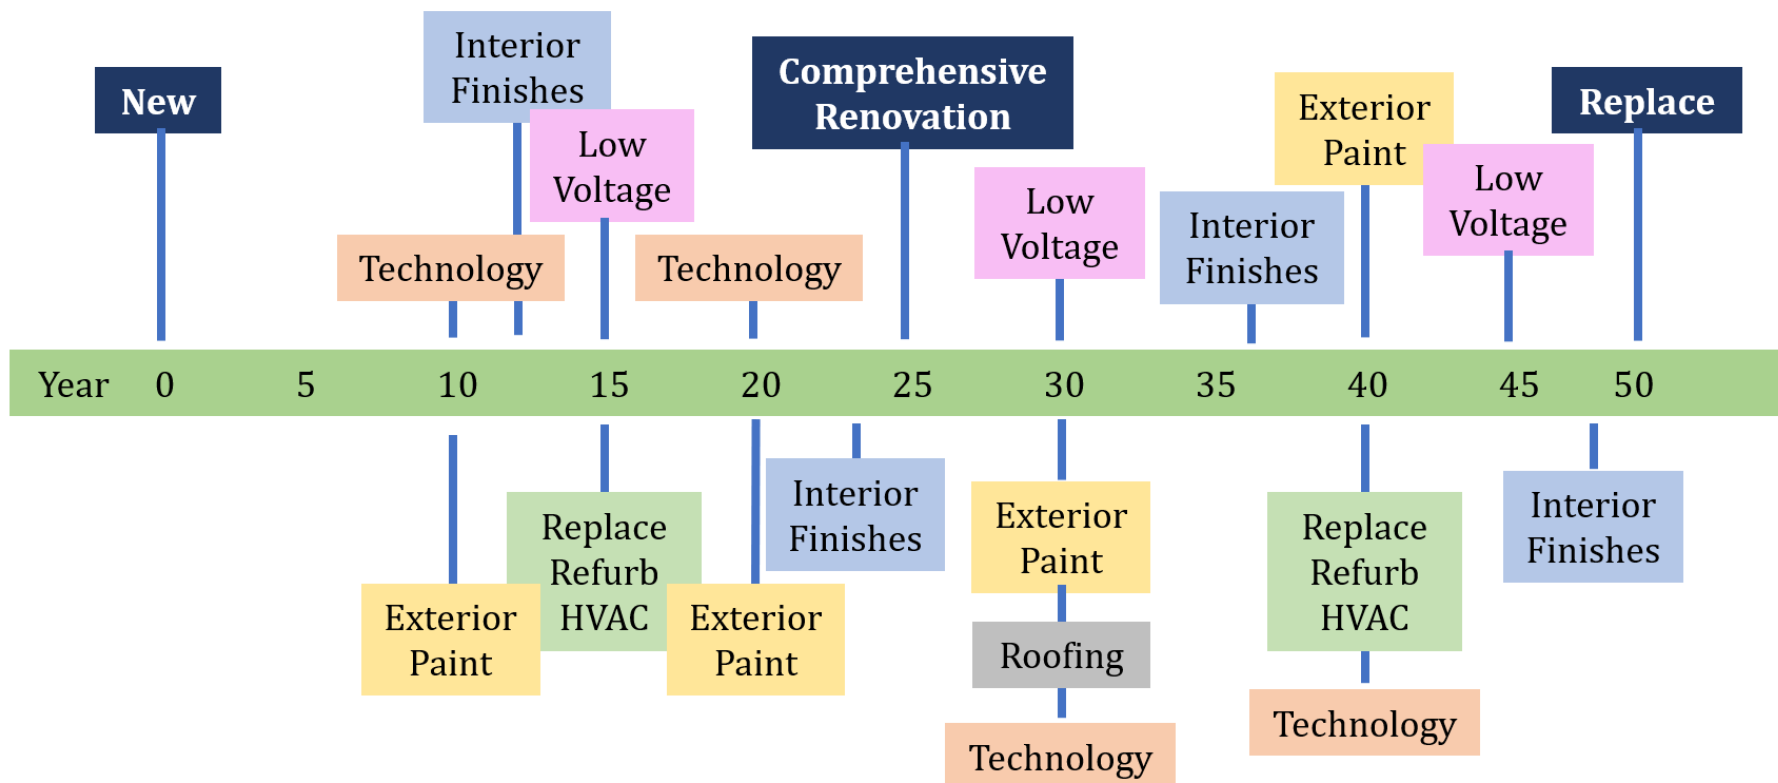 New
Interior
Finishes
Low
Voltage
Technology
Technology
Comprehensive
Renovation
Low
Voltage
Interior
Finishes
Exterior
Paint
Low
Voltage
Replace
Year 0 5 10 15 20 25 30 35 40 45 50
Exterior
Paint
Replace
Refurb
HVAC
Exterior
Paint
Interior
Finishes
Exterior
Paint
Roofing
Technology
Replace
Refurb
HVAC
Technology
Interior
Finishes